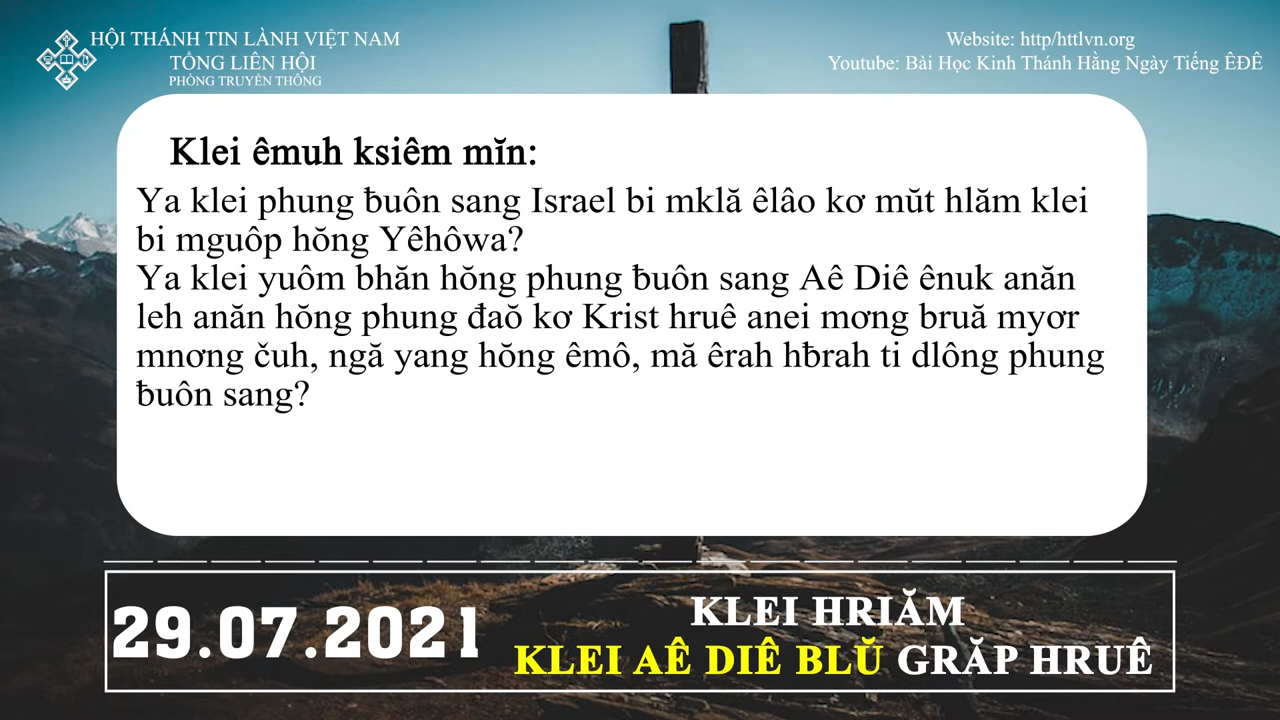 HỘI THÁNH TIN LÀNH VIỆT NAM
TỔNG LIÊN HỘI
PHÒNG TRUYỀN THÔNG
Website: http/httlvn.org
Youtube: Bài Học Kinh Thánh Hằng Ngày Tiếng ÊĐÊ
Klei êmuh ksiêm mĭn:
Ya klei phung ƀuôn sang Israel bi mklă êlâo kơ mŭt hlăm klei
bi mguôp hŏng Yêhôwa?
Ya klei yuôm bhăn hŏng phung ƀuôn sang Aê Diê ênuk anăn
leh anăn hŏng phung đaŏ kơ Krist hruê anei mơng bruă myơr
mnơng čuh, ngă yang hŏng êmô, mă êrah hƀrah ti dlông phung
ƀuôn sang?
29.07.2021
KLEI HRIĂM
KLEI AÊ DIÊ BLŬ GRĂP HRUÊ